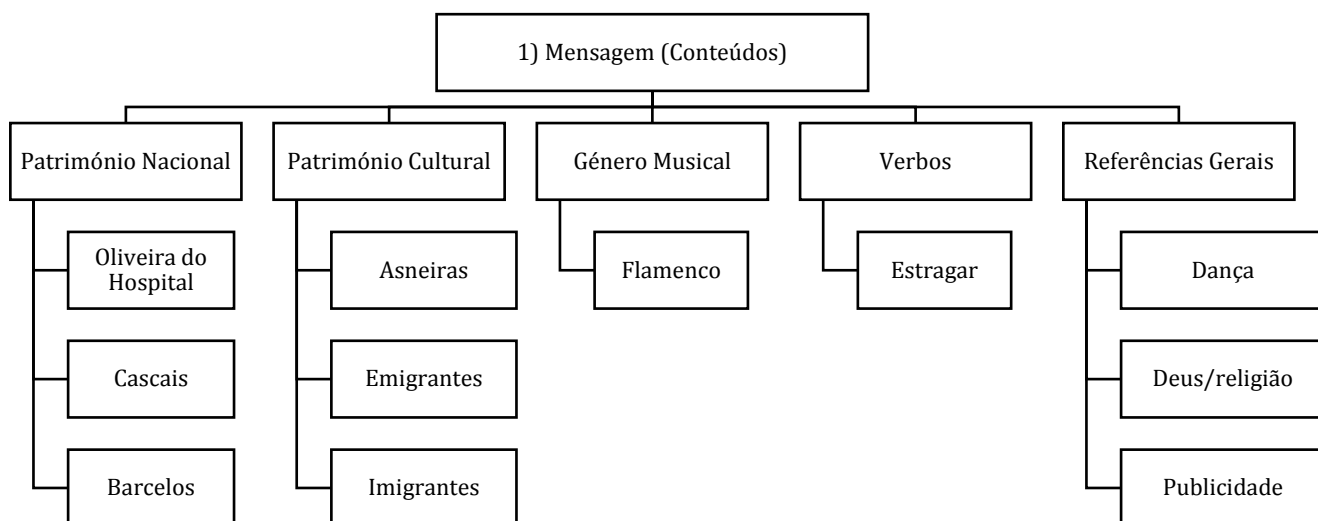 1) Mensagem (Conteúdos)
Património Nacional
Património Cultural
Género Musical
Verbos
Referências Gerais
Oliveira do
Hospital
Asneiras
Flamenco
Estragar
Dança
Cascais
Emigrantes
Deus/religião
Barcelos
Imigrantes
Publicidade